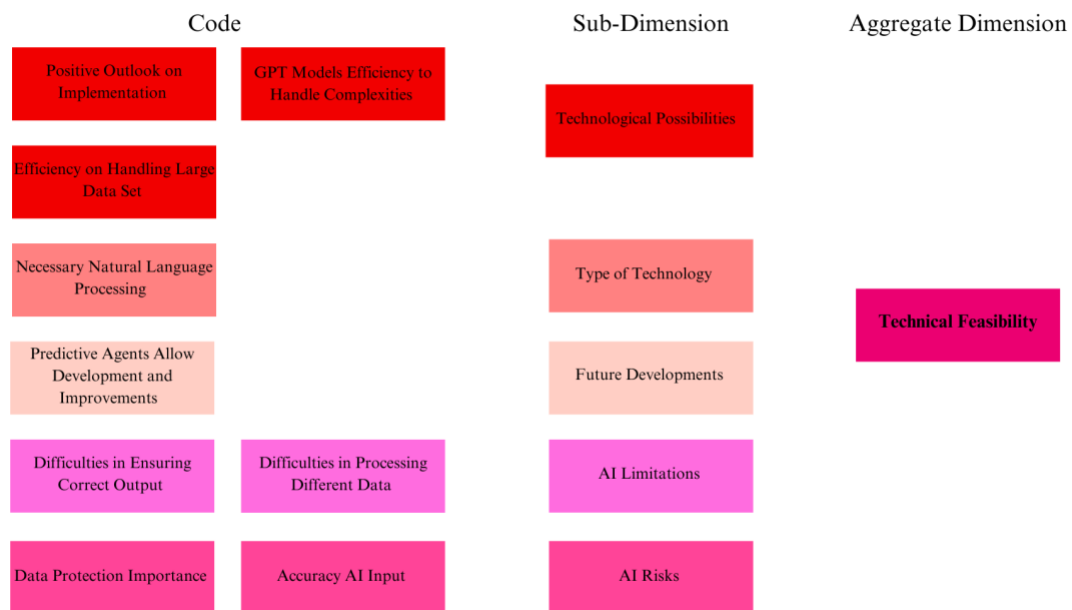 Code
Sub-Dimension
Aggregate Dimension
Positive Outlook on
Implementation
GPT Models Efficiency to
Handle Complexities
Technological Possibilities
Efficiency on Handling Large
Data Set
Necessary Natural Language
Processing
Type of Technology
Technical Feasibility
Predictive Agents Allow
Development and
Improvements
Future Developments
Difficulties in Ensuring
Correct Output
Difficulties in Processing
Different Data
AI Limitations
Data Protection Importance
Accuracy AI Input
AI Risks